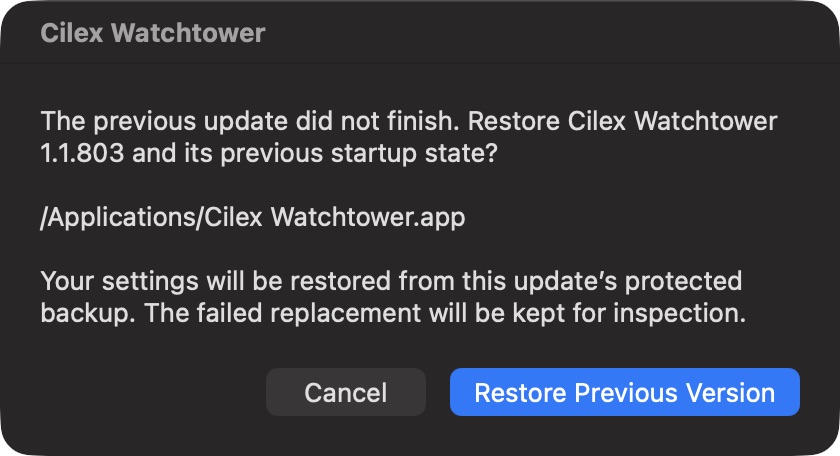 Cilex Watchtower
The previous update did not finish. Restore Cilex Watchtower
1.1.803 and its previous startup state?
/Applications/Cilex Watchtower.app
Your settings will be restored from this update’s protected
backup. The failed replacement will be kept for inspection.
Cancel
Restore Previous Version